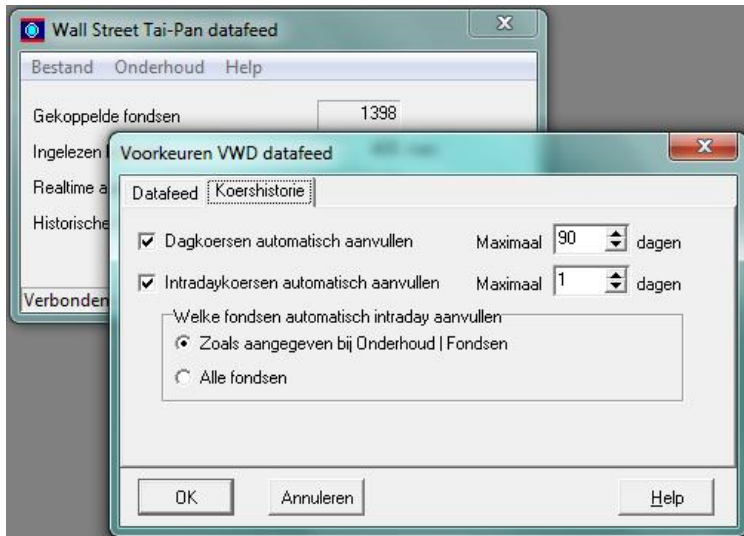 Wall Street Tai-Pan datafeed
Bestand Onderhoud Help
Gekoppelde fondsen 1398
Ingelezen
Realtime
Historische
Verbonden
Voorkeuren VWD datafeed
Datafeed Koershistorie
Dagkoersen automatisch aanvullen Maximaal 90 dagen
Intradaykoersen automatisch aanvullen Maximaal 1 dagen
Welke fondsen automatisch intraday aanvullen
Zoals aangegeven bij Onderhoud | Fondsen
Alle fondsen
OK Annuleren Help